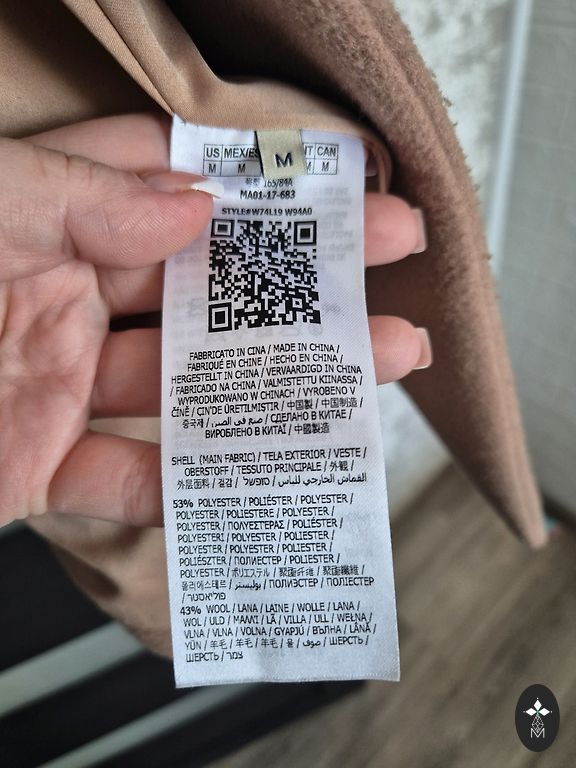 M
US MEX/ES IT CAN
M M M M
165/84A
MA01-17-683
STYLE#W74L19 W94A0
FABBRICATO IN CINA / MADE IN CHINA /
FABRIQUÉ EN CHINE / HECHO EN CHINA /
HERGESTELLT IN CHINA / VERVAARDIGD IN CHINA
/ FABRICADO NA CHINA / VALMISTETTU KIINASSA
/ WYPRODUKOWANO W CHINACH / VYROBENO V
ČÍNĚ / ÇİN'DE ÜRETİLMİŞTİR / 中国製 / 中国制造 /
중국제 / صنع في الصين / СДЕЛАНО В КИТАЕ /
ВИРОБЛЕНО В КИТАЇ / 中國製造
SHELL (MAIN FABRIC) / TELA EXTERIOR / VESTE /
OBERSTOFF / TESSUTO PRINCIPALE / 外観 /
外层面料 / 겉감 / סופעל / القماش الخارجي للباس
53% POLYESTER / POLIÉSTER / POLYESTER /
POLYESTER / POLIESTERE / POLYESTER /
POLYESTER / ΠΟΛΥΕΣΤΕΡΑΣ / POLIÉSTER /
POLYESTERI / POLYESTER / POLYESTER /
POLYESTER / POLYESTER / POLIESTER /
POLIÉSZTER / ПОЛИЕСТЕР / POLIESTER /
POLYESTER / ポリエステル / 聚酯纤维 / 聚酯纖維 /
폴리에스테르 / بوليستر / ПОЛИЭСТЕР / ПОЛІЕСТЕР
/ פוליאסטר
43% WOOL / LANA / LAINE / WOLLE / LANA /
WOL / ULD / ΜΑΛΛΙ / LÃ / VILLA / ULL / WEŁNA /
VLNA / VLNA / VOLNA / GYAPJÚ / ВЪЛНА / LÂNĂ /
YÜN / 羊毛 / 羊毛 / 羊毛 / 울 / صوف / ШЕРСТЬ /
ШЕРСТЬ / צמר
M